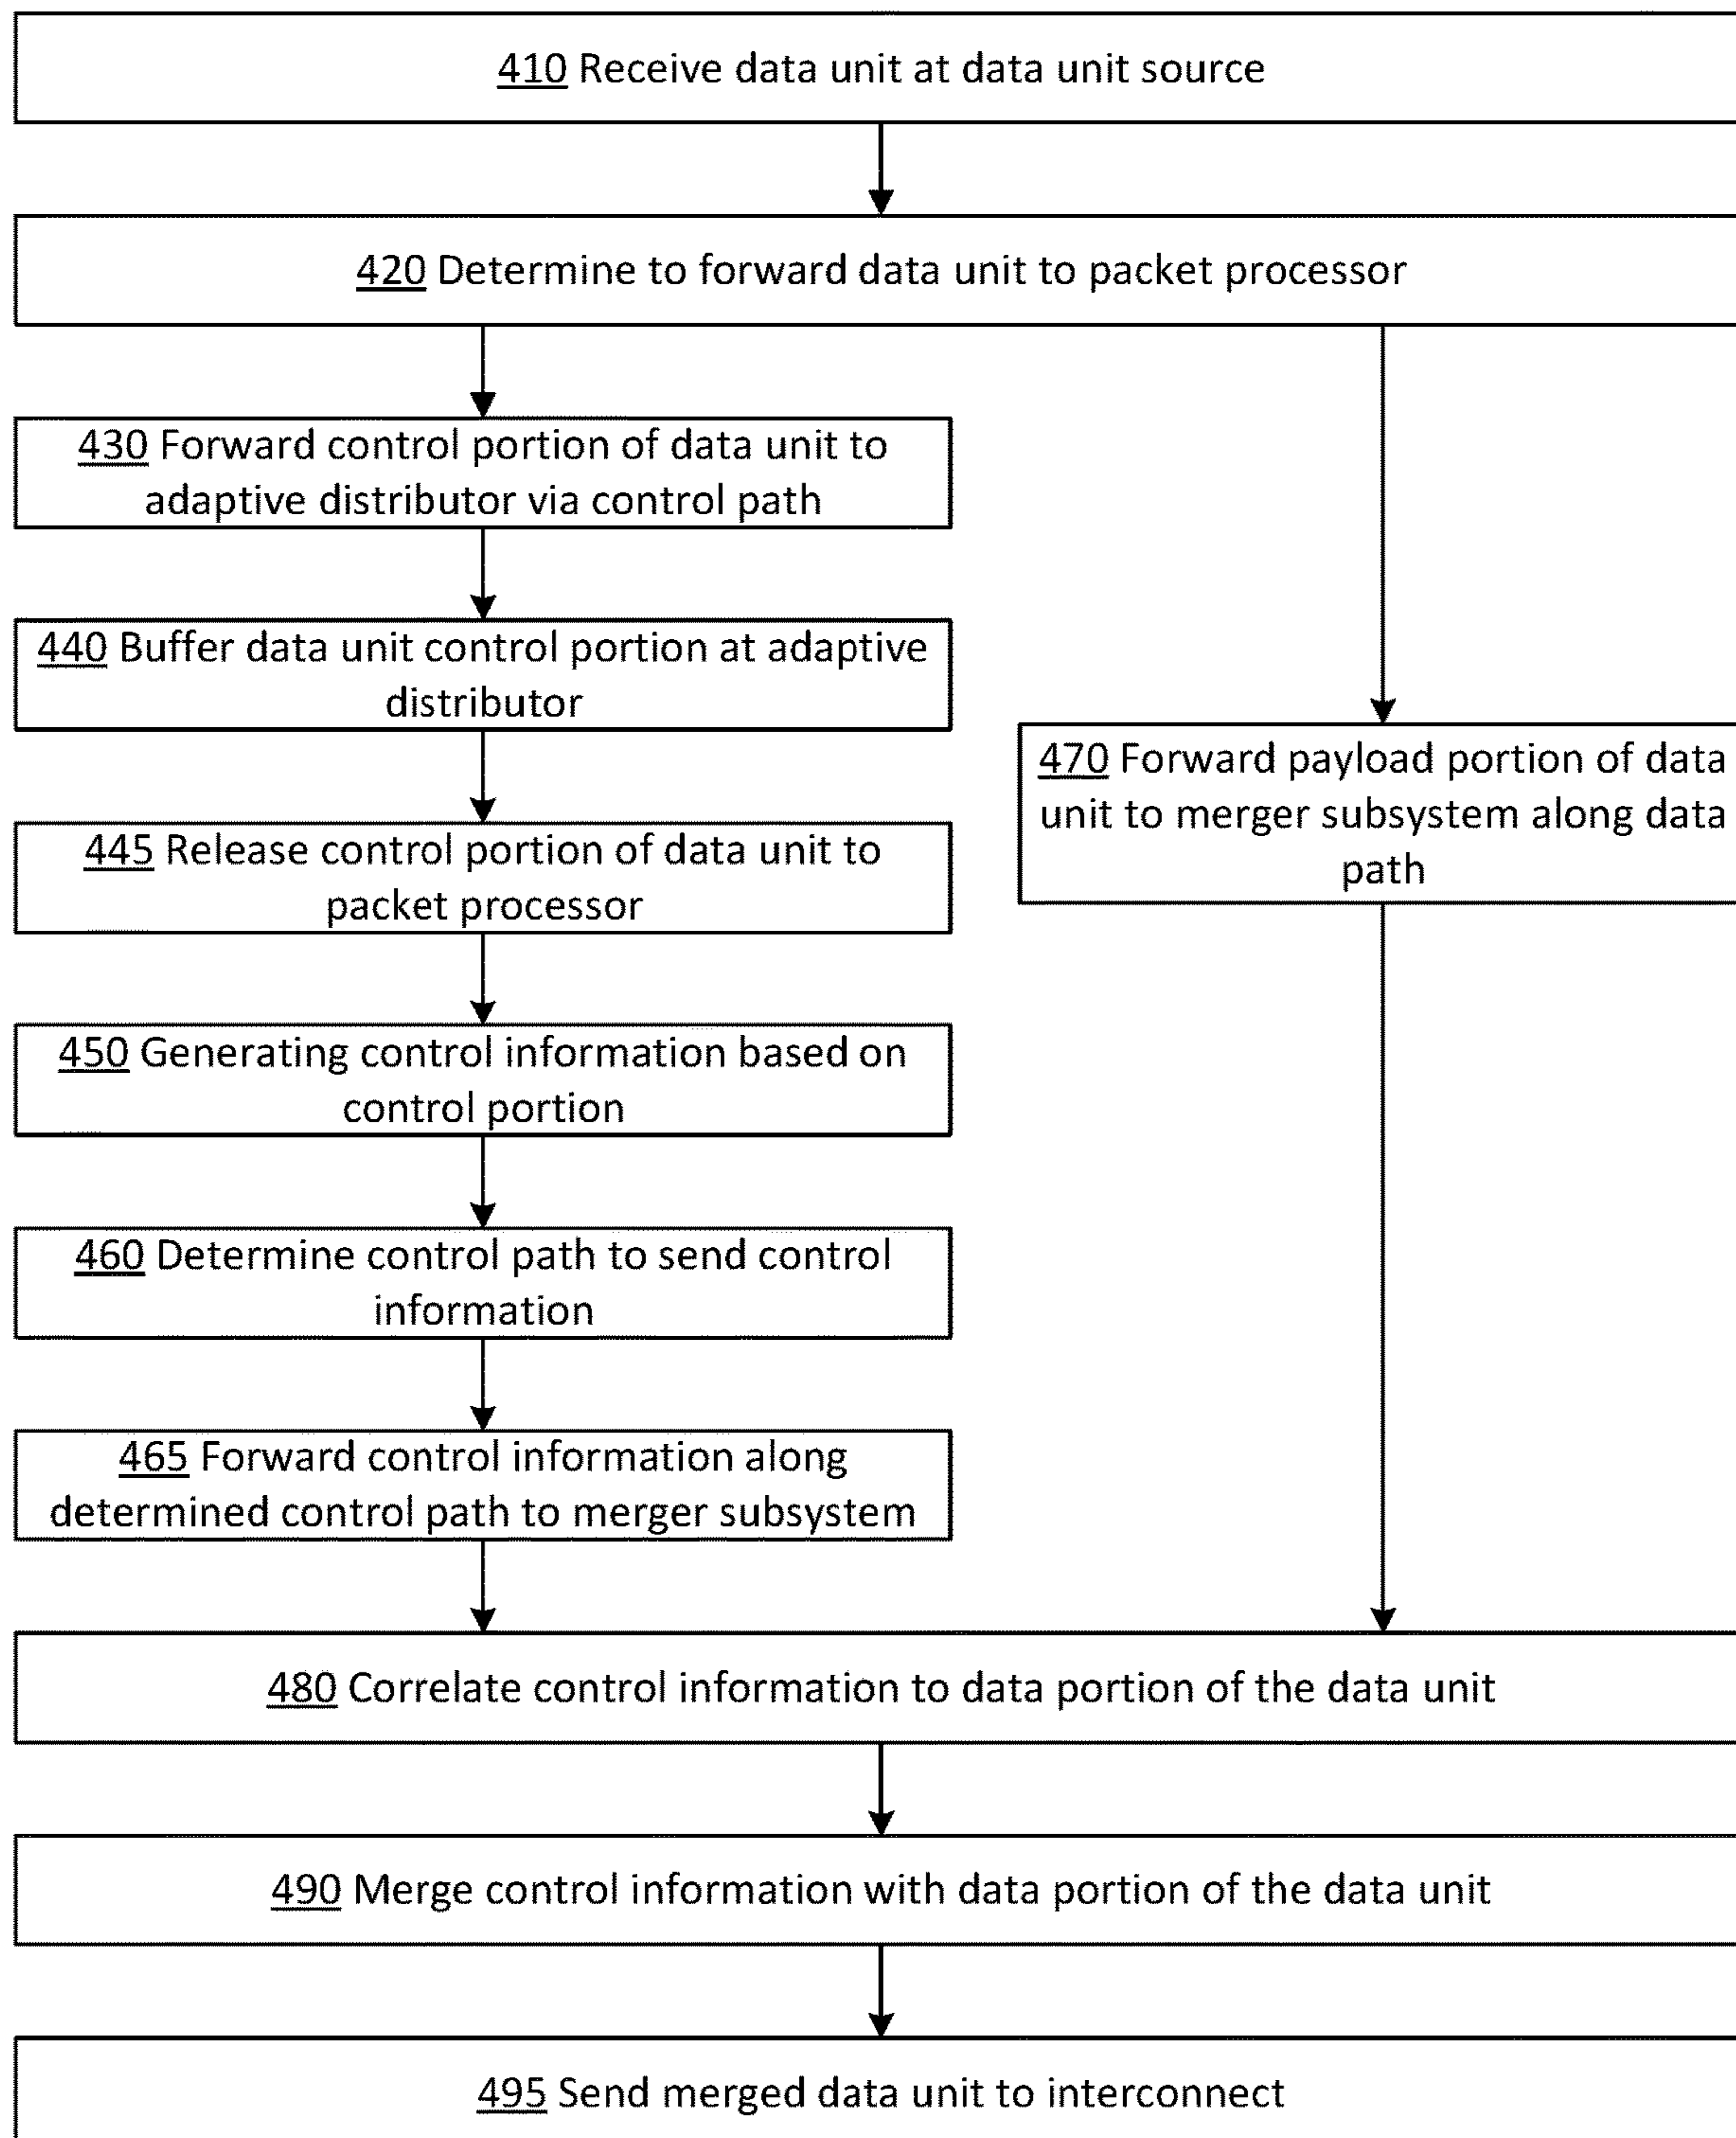 410 Receive data unit at data unit source
420 Determine to forward data unit to packet processor
430 Forward control portion of data unit to
adaptive distributor via control path
440 Buffer data unit control portion at adaptive
distributor
445 Release control portion of data unit to
packet processor
450 Generating control information based on
control portion
460 Determine control path to send control
information
465 Forward control information along
determined control path to merger subsystem
470 Forward payload portion of data
unit to merger subsystem along data
path
480 Correlate control information to data portion of the data unit
490 Merge control information with data portion of the data unit
495 Send merged data unit to interconnect